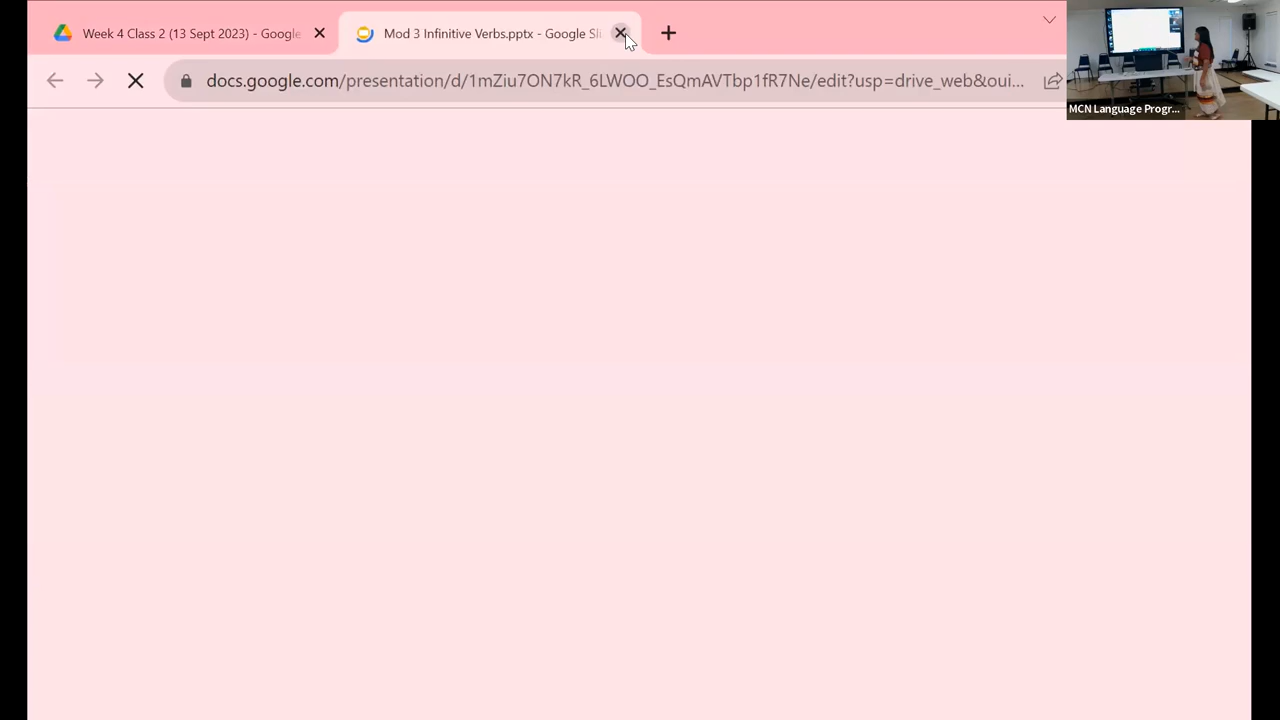 Week 4 Class 2 (13 Sept 2023) - Google
Mod 3 Infinitive Verbs.pptx - Google Sli
docs.google.com/presentation/d/1mZiu7ON7kR_6LWOO_EsQmAVTbp1fR7Ne/edit?usp=drive_web&oui...
MCN Language Progr...